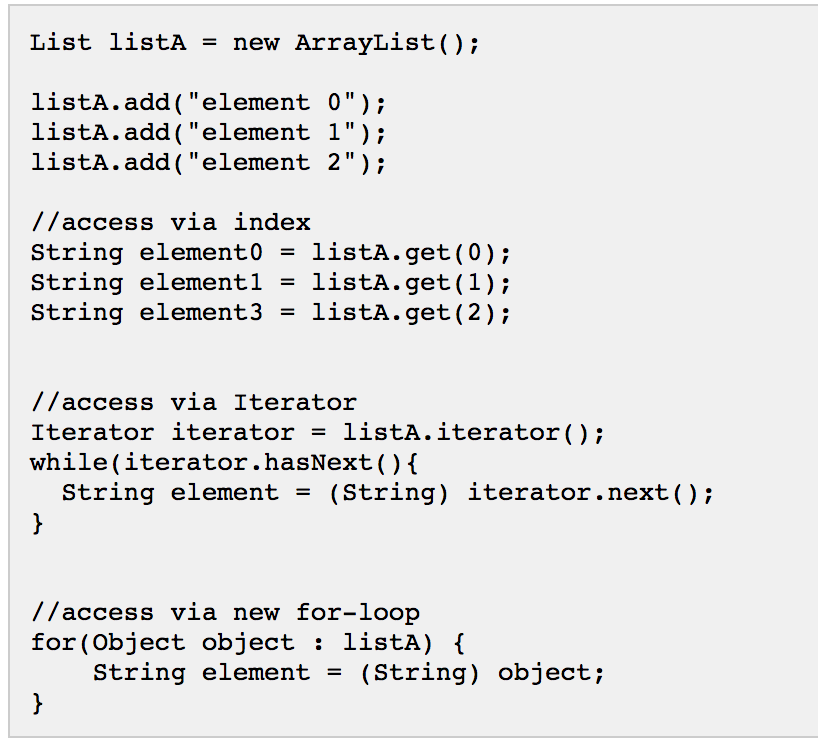 List listA = new ArrayList();
listA.add("element 0");
listA.add("element 1");
listA.add("element 2");
//access via index
String element0 = listA.get(0);
String element1 = listA.get(1);
String element3 = listA.get(2);
//access via Iterator
Iterator iterator = listA.iterator();
while(iterator.hasNext(){
  String element = (String) iterator.next();
}
//access via new for-loop
for(Object object : listA) {
    String element = (String) object;
}